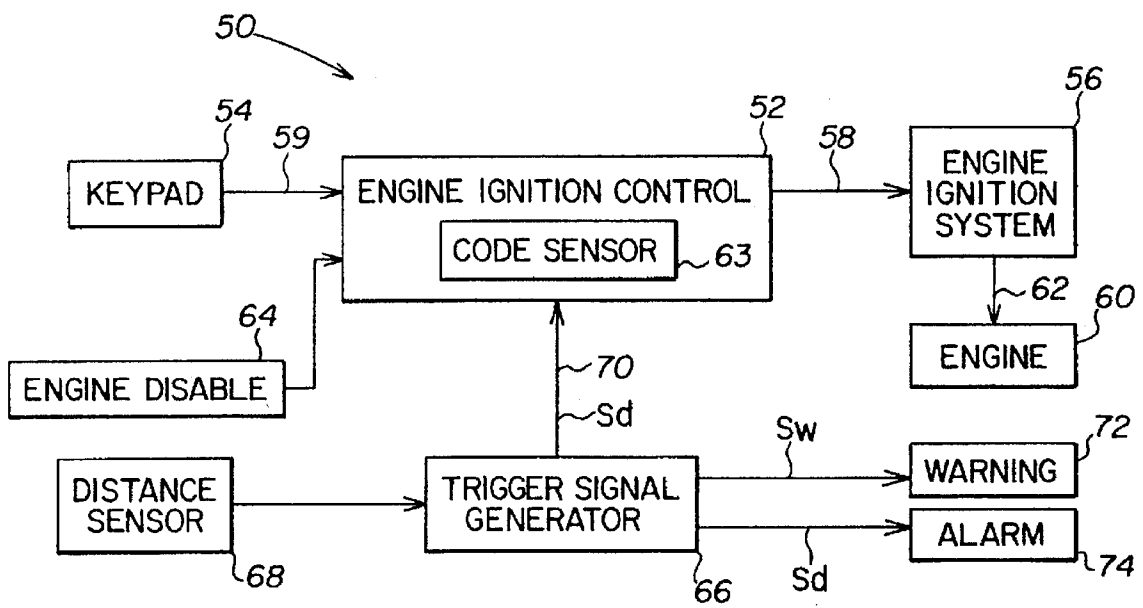 50
54
KEYPAD
59
52
ENGINE IGNITION CONTROL
CODE SENSOR
63
58
56
ENGINE
IGNITION
SYSTEM
62
60
ENGINE
64
ENGINE DISABLE
70
Sd
DISTANCE
SENSOR
68
TRIGGER SIGNAL
GENERATOR
66
Sw
72
WARNING
Sd
ALARM
74